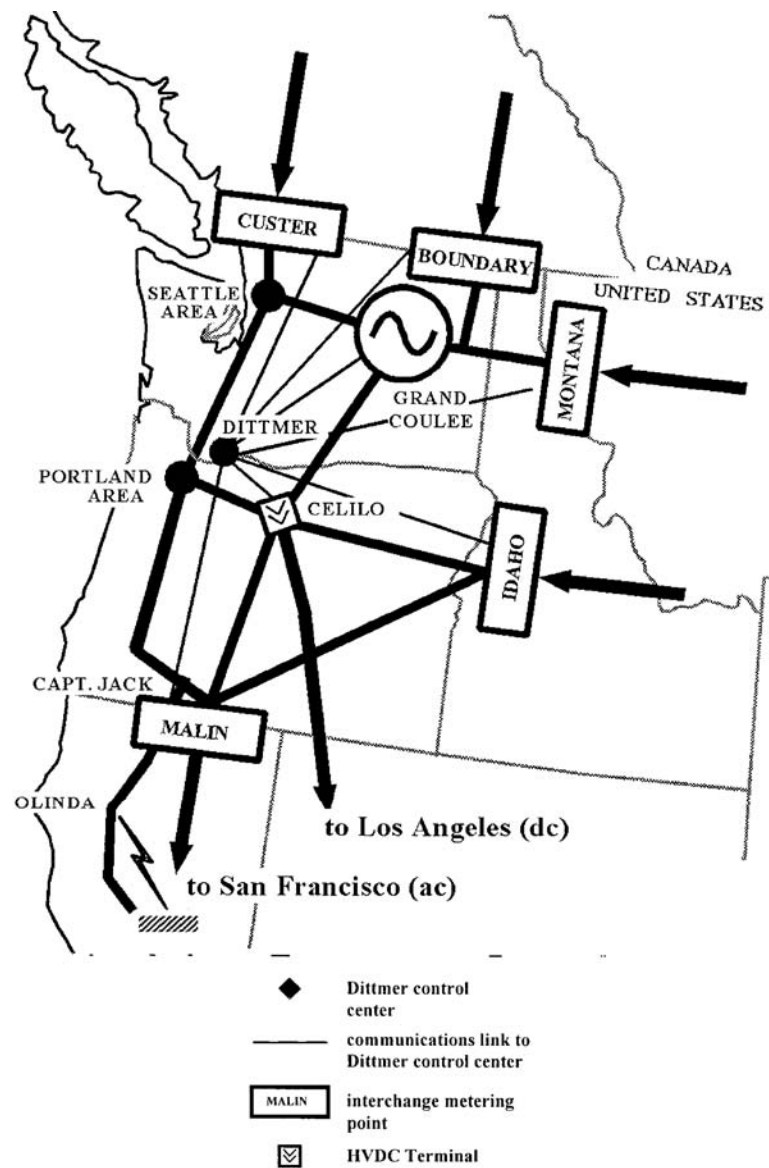 CUSTER
BOUNDARY
CANADA
UNITED STATES
SEATTLE
AREA
MONTANA
GRAND
COULEE
DITTMER
PORTLAND
AREA
CELILO
IDAHO
CAPT. JACK
MALIN
OLINDA
to Los Angeles (dc)
to San Francisco (ac)
Dittmer control
center
communications link to
Dittmer control center
MALIN
interchange metering
point
HVDC Terminal